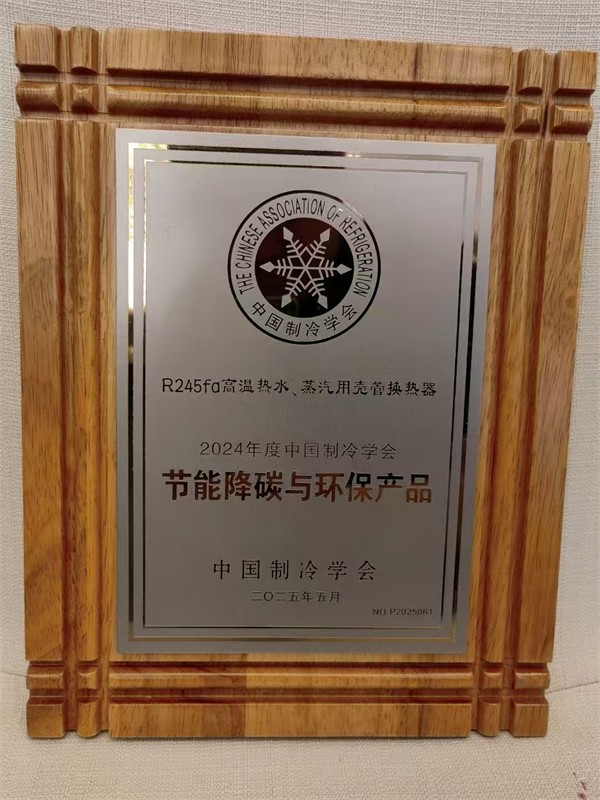 THE CHINESE ASSOCIATION OF REFRIGERATION
中国制冷学会
R245fa高温热水、蒸汽用壳管换热器
2024年度中国制冷学会
节能降碳与环保产品
中国制冷学会
二〇二五年五月
NO.P2025061